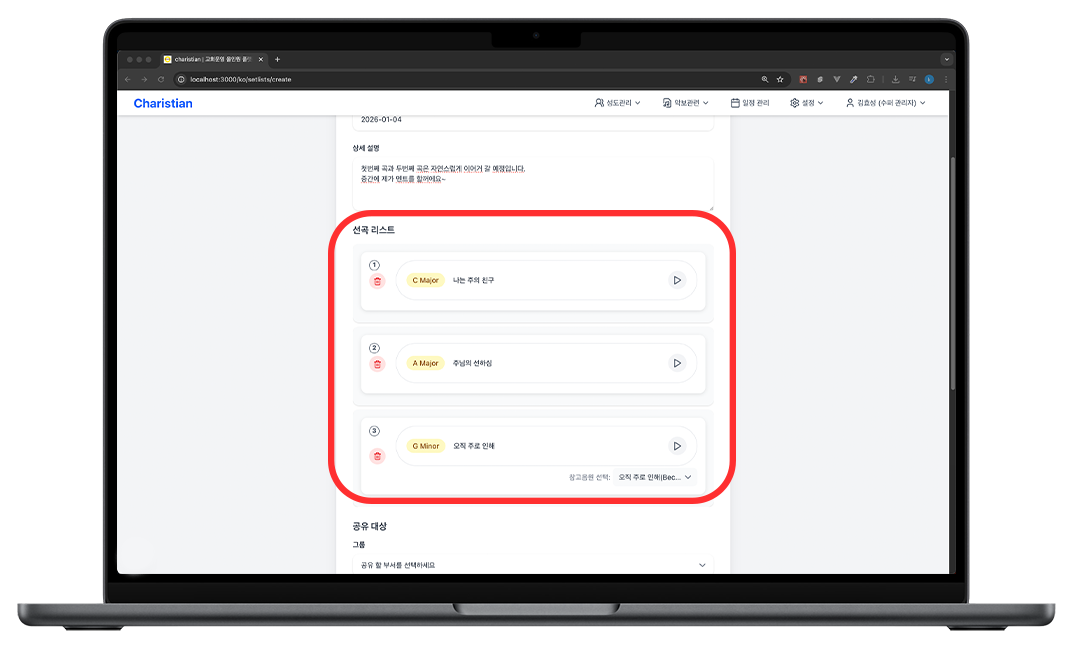 charistian | 교회운영 올인원 플랫
localhost:3000/ko/setlists/create
Charistian
성도관리
악보관련
일정 관리
설정
김효성 (수퍼 관리자)
2026-01-04
상세 설명
첫번째 곡과 두번째 곡은 자연스럽게 이어거 갈 예졍입니다.
중간에 제가 멘트를 할꺼에요~
선곡 리스트
1
C Major 나는 주의 친구
2
A Major 주님의 선하심
3
G Minor 오직 주로 인해
참고음원 선택: 오직 주로 인해(Bec...
공유 대상
그룹
공유 할 부서를 선택하세요